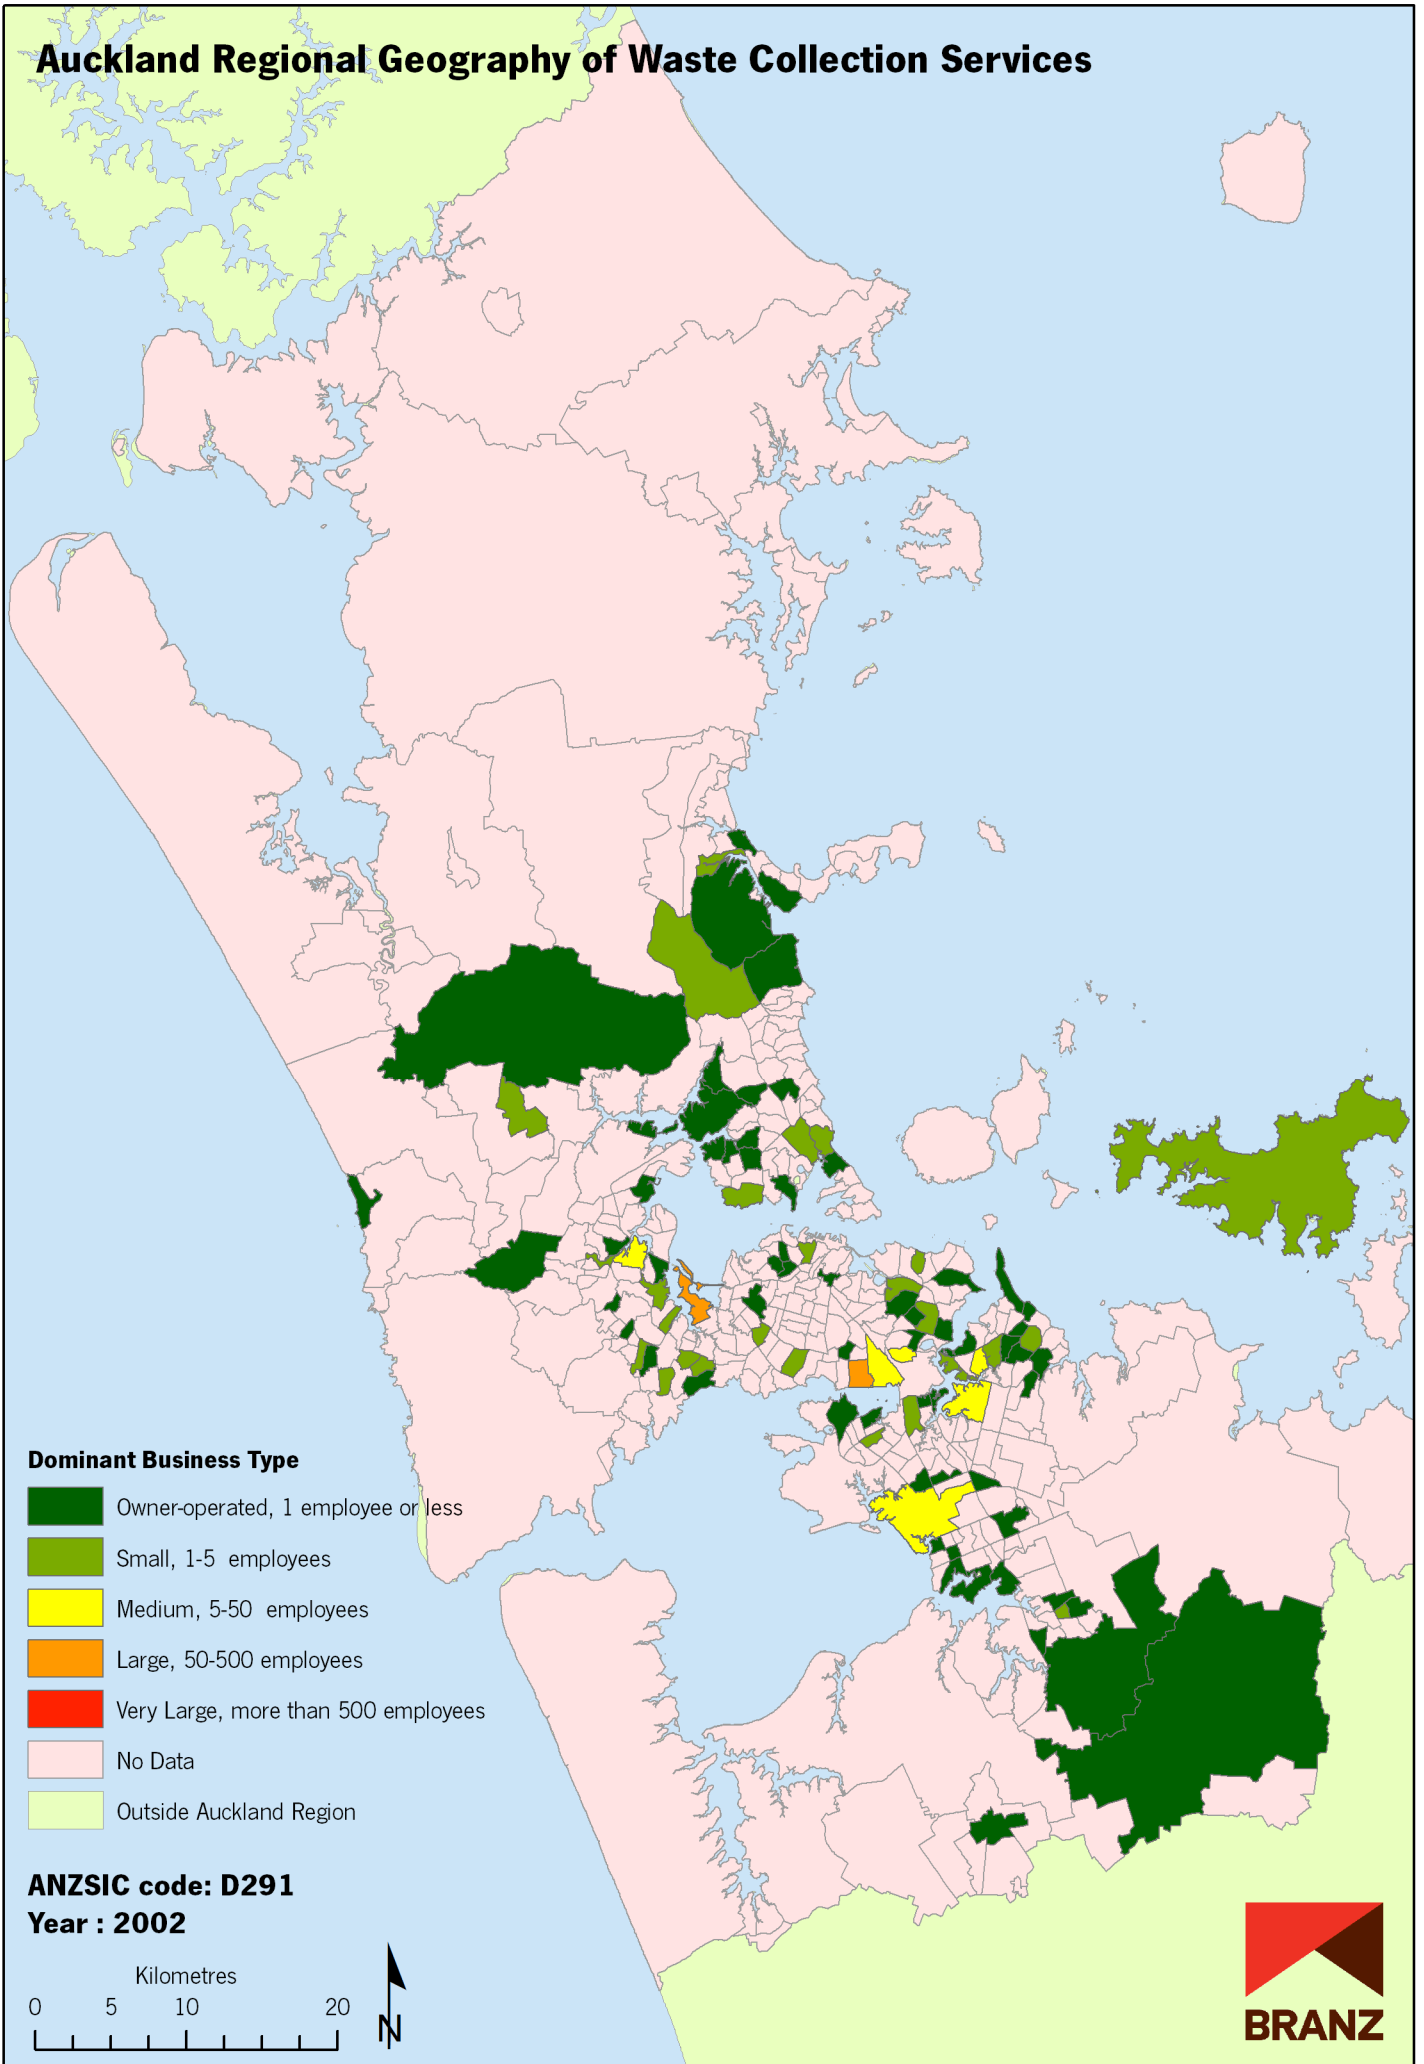 Auckland Regional Geography of Waste Collection Services
Dominant Business Type
Owner-operated, 1 employee or less
Small, 1-5 employees
Medium, 5-50 employees
Large, 50-500 employees
Very Large, more than 500 employees
No Data
Outside Auckland Region
ANZSIC code: D291
Year : 2002
Kilometres
0 5 10 20
N
BRANZ